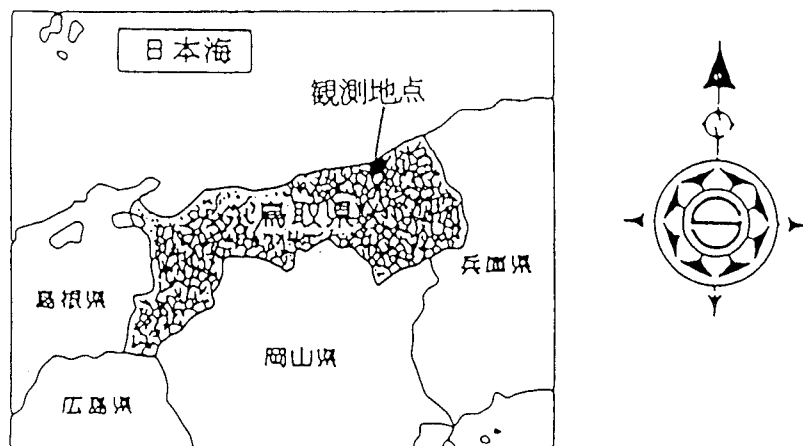 日本海
観測地点
鳥取県
兵庫県
島根県
岡山県
広島県